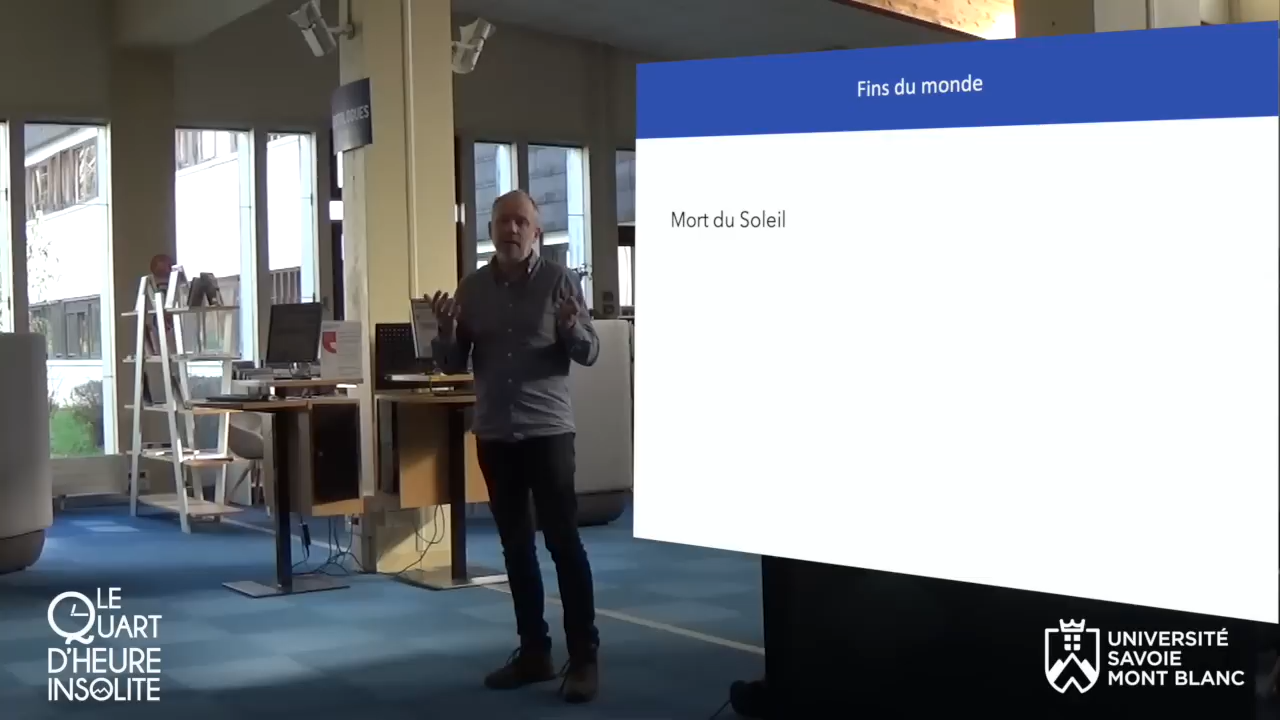 Fins du monde
Mort du Soleil
LE
QUART
D'HEURE
INSOLITE
UNIVERSITÉ
SAVOIE
MONT BLANC